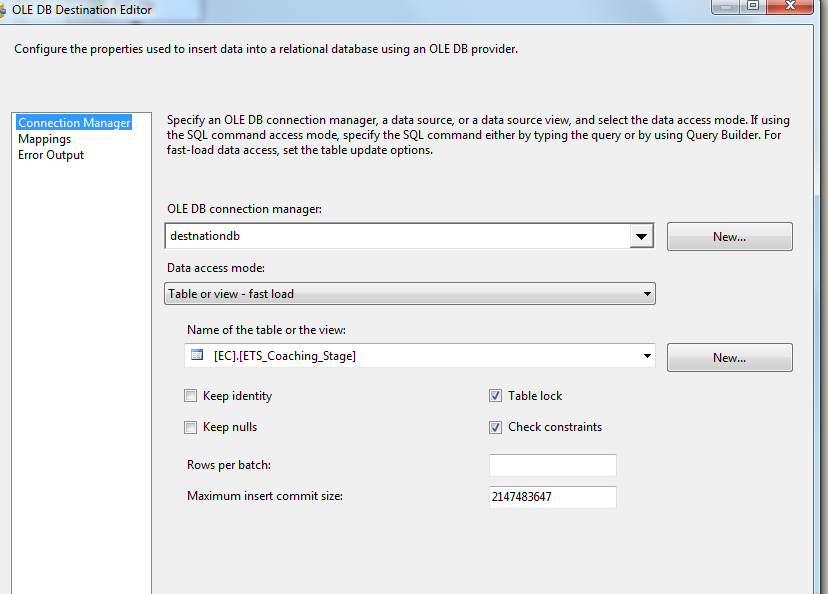 OLE DB Destination Editor
Configure the properties used to insert data into a relational database using an OLE DB provider.
Connection Manager
Mappings
Error Output
Specify an OLE DB connection manager, a data source, or a data source view, and select the data access mode. If using
the SQL command access mode, specify the SQL command either by typing the query or by using Query Builder. For
fast-load data access, set the table update options.
OLE DB connection manager:
destnationdb
New...
Data access mode:
Table or view - fast load
Name of the table or the view:
[EC].[ETS_Coaching_Stage]
New...
Keep identity
Table lock
Keep nulls
Check constraints
Rows per batch:
Maximum insert commit size:
2147483647